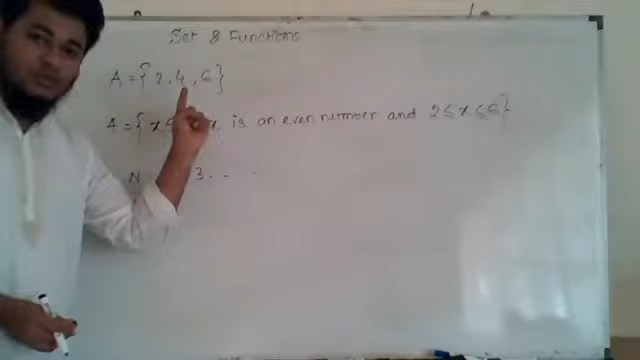 Set & Functions
A = { 2, 4, 6 }
A = { x x is an even number and 2 ≤ x ≤ 6 }
N 3 . . .